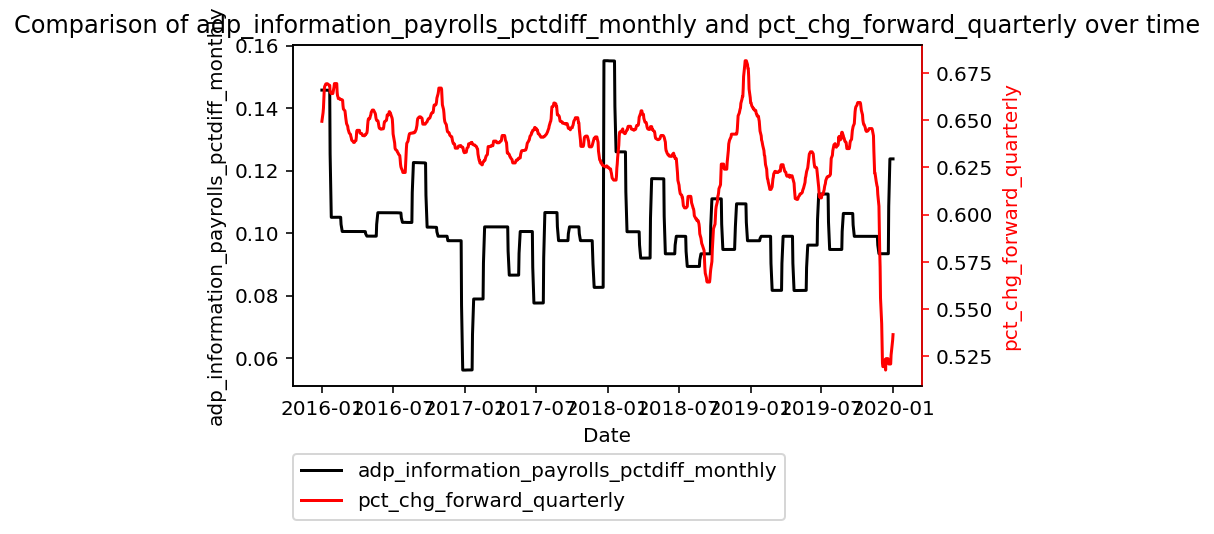 Comparison of adp_information_payrolls_pctdiff_monthly and pct_chg_forward_quarterly over time
adp_information_payrolls_pctdiff_monthly
0.16
0.14
0.12
0.10
0.08
0.06
0.675
0.650
0.625
0.600
0.575
0.550
0.525
pct_chg_forward_quarterly
2016-01 2016-07 2017-01 2017-07 2018-01 2018-07 2019-01 2019-07 2020-01
Date
adp_information_payrolls_pctdiff_monthly
pct_chg_forward_quarterly